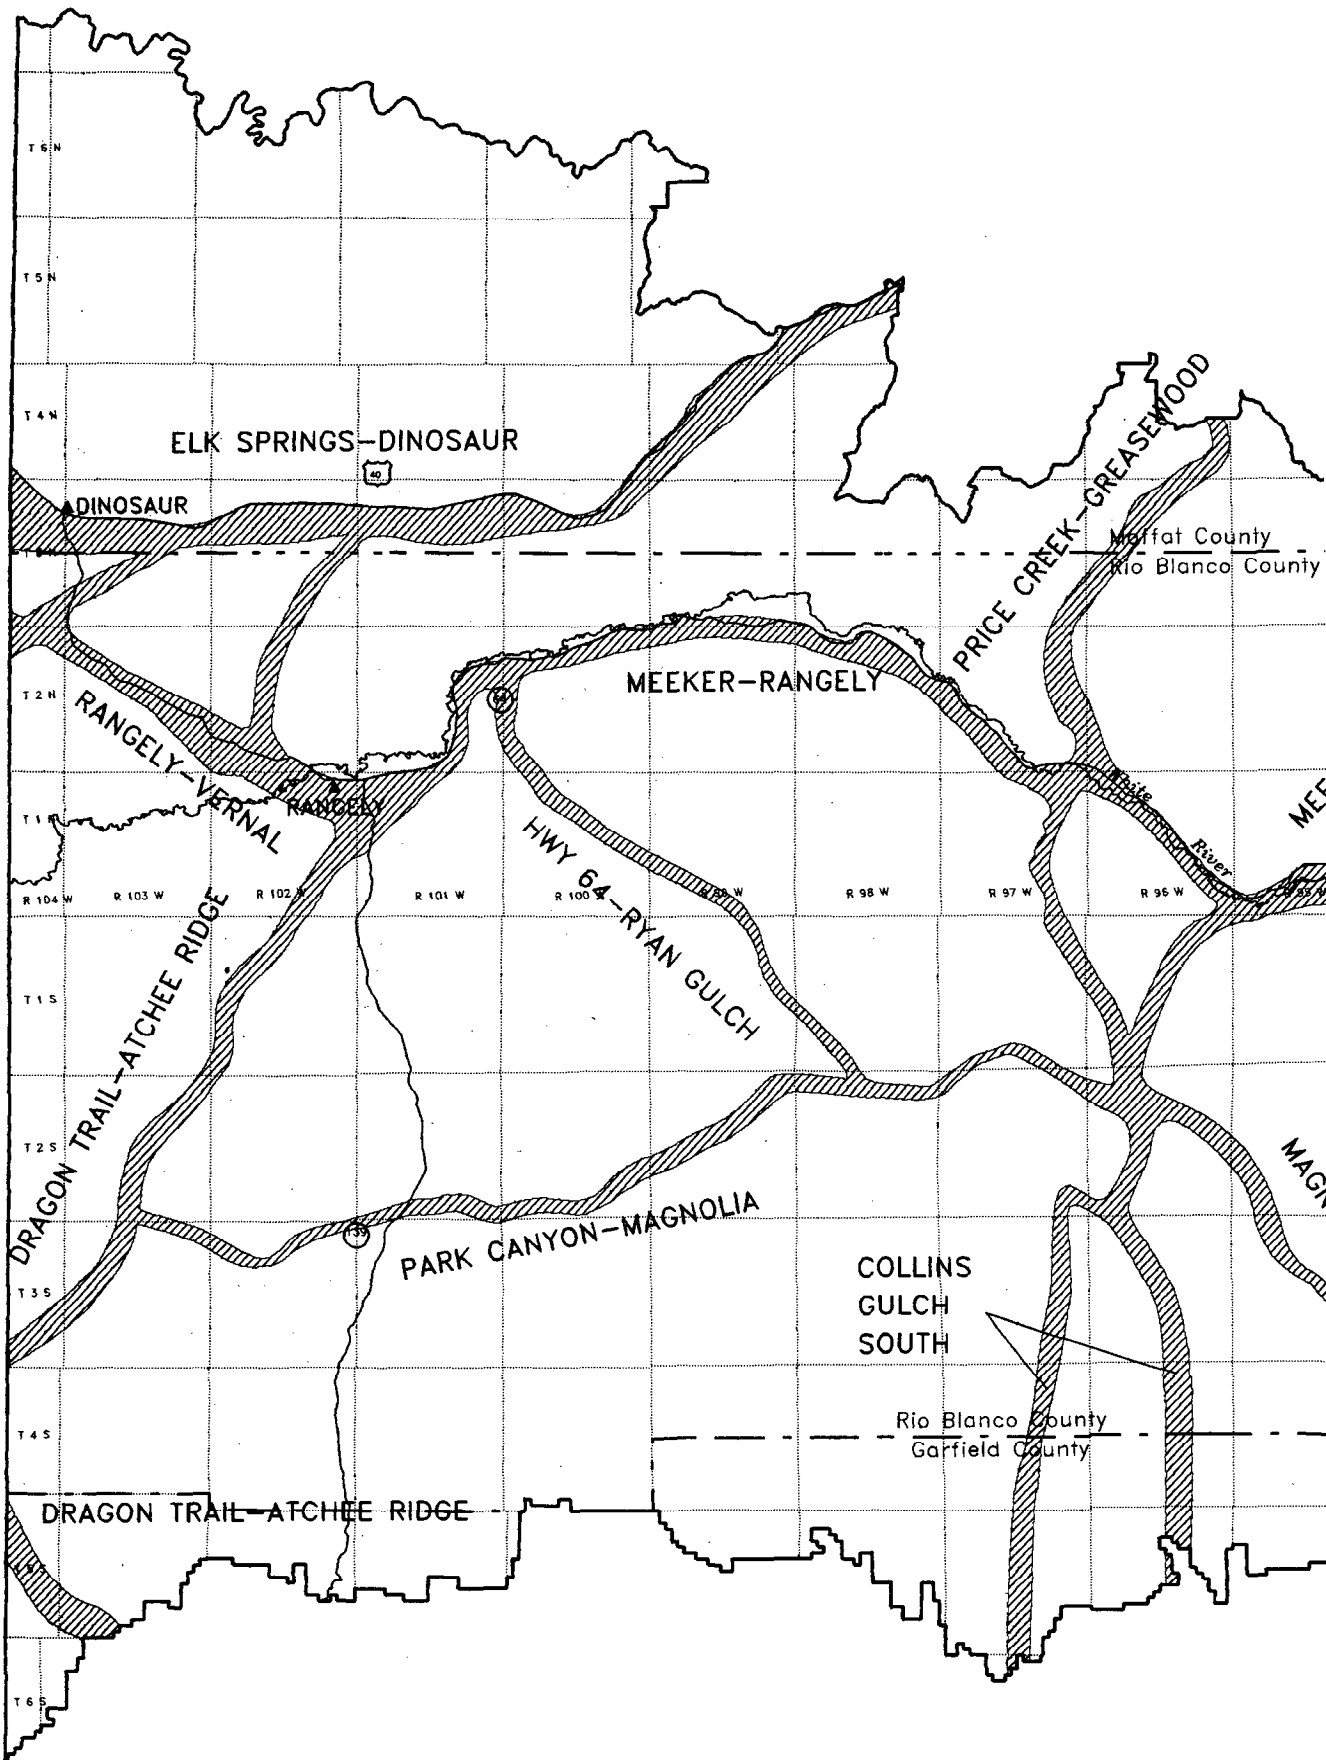 T 6 N
T 5 N
T 4 N
ELK SPRINGS-DINOSAUR
40
DINOSAUR
PRICE CREEK-GREASEWOOD
Moffat County
Rio Blanco County
T 2 N
RANGELY-VERNAL
MEEKER-RANGELY
64
RANGELY
White
River
T 1 N
HWY 64-RYAN GULCH
R 104 W
R 103 W
R 102 W
R 101 W
R 100 W
R 98 W
R 97 W
R 96 W
R 95 W
DRAGON TRAIL-ATCHEE RIDGE
T 1 S
T 2 S
139
PARK CANYON-MAGNOLIA
T 3 S
COLLINS
GULCH
SOUTH
T 4 S
Rio Blanco County
Garfield County
DRAGON TRAIL-ATCHEE RIDGE
T 6 S